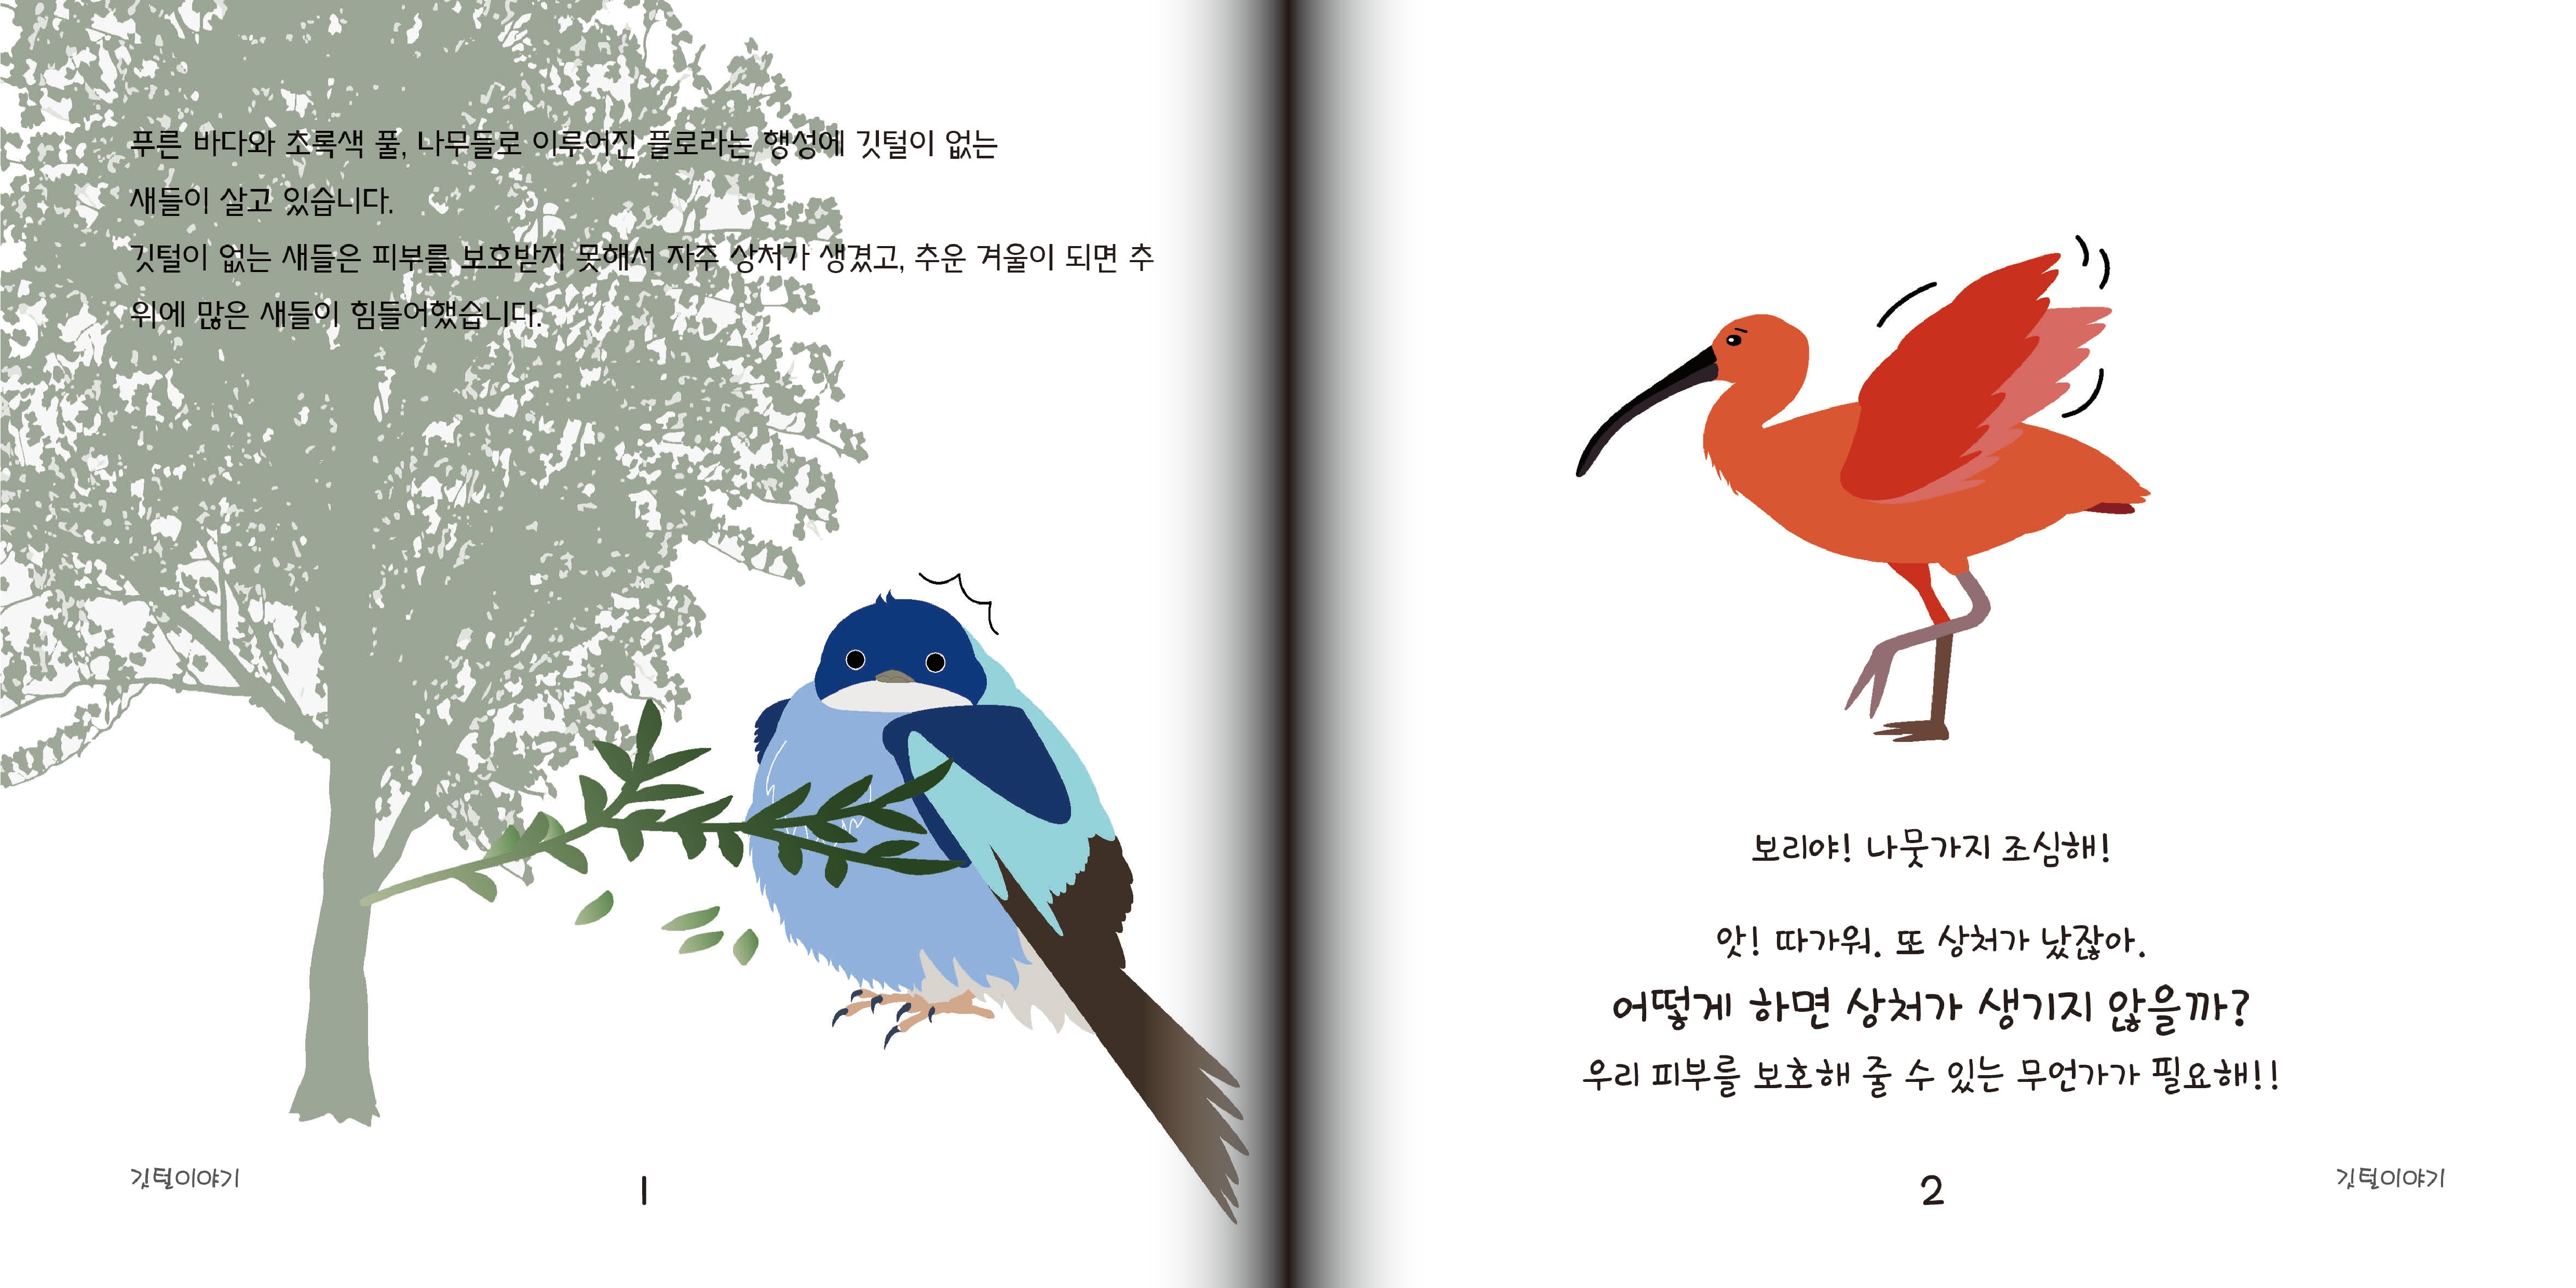 푸른 바다와 초록색 풀, 나무들로 이루어진 플로라는 행성에 깃털이 없는
새들이 살고 있습니다.
깃털이 없는 새들은 피부를 보호받지 못해서 자주 상처가 생겼고, 추운 겨울이 되면 추
위에 많은 새들이 힘들어했습니다.
깃털이야기
1
보리야! 나뭇가지 조심해!
앗! 따가워. 또 상처가 났잖아.
어떻게 하면 상처가 생기지 않을까?
우리 피부를 보호해 줄 수 있는 무언가가 필요해!!
2
깃털이야기